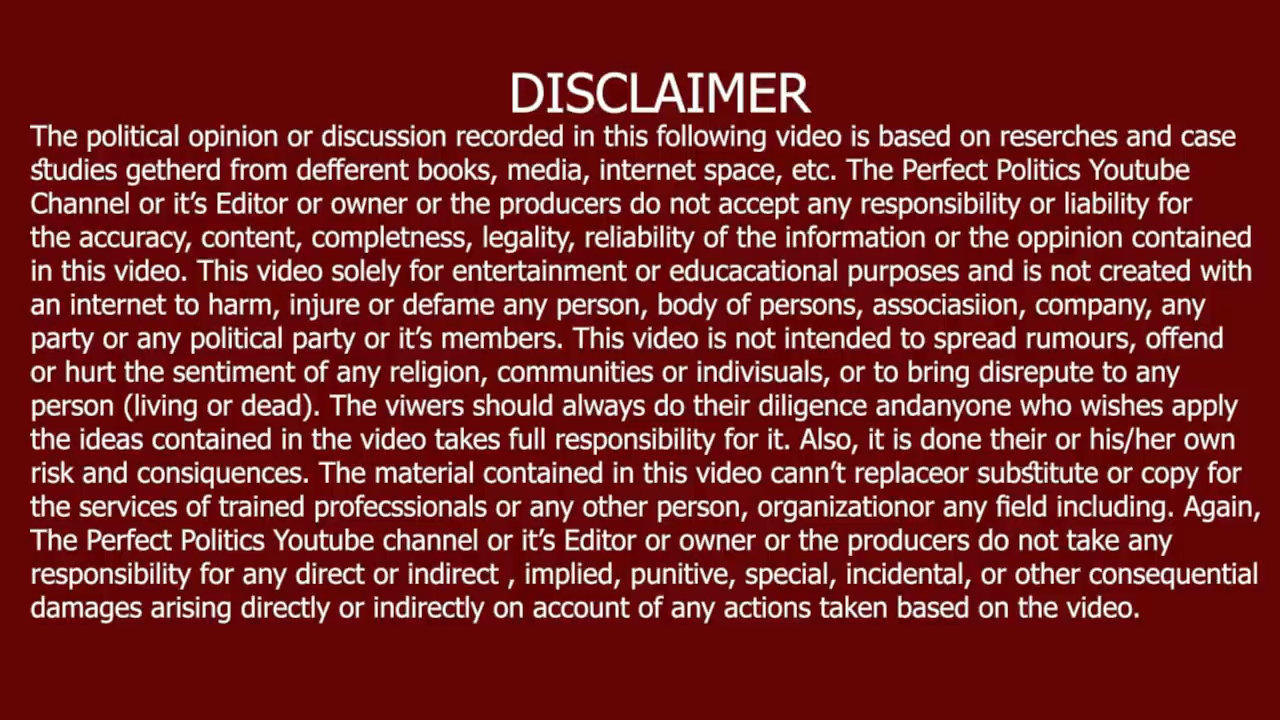 DISCLAIMER
The political opinion or discussion recorded in this following video is based on reserches and case
studies getherd from defferent books, media, internet space, etc. The Perfect Politics Youtube
Channel or it's Editor or owner or the producers do not accept any responsibility or liability for
the accuracy, content, completness, legality, reliability of the information or the oppinion contained
in this video. This video solely for entertainment or educacational purposes and is not created with
an internet to harm, injure or defame any person, body of persons, associasiion, company, any
party or any political party or it's members. This video is not intended to spread rumours, offend
or hurt the sentiment of any religion, communities or indivisuals, or to bring disrepute to any
person (living or dead). The viwers should always do their diligence andanyone who wishes apply
the ideas contained in the video takes full responsibility for it. Also, it is done their or his/her own
risk and consiquences. The material contained in this video cann't replaceor substitute or copy for
the services of trained profecssionals or any other person, organizationor any field including. Again,
The Perfect Politics Youtube channel or it's Editor or owner or the producers do not take any
responsibility for any direct or indirect , implied, punitive, special, incidental, or other consequential
damages arising directly or indirectly on account of any actions taken based on the video.